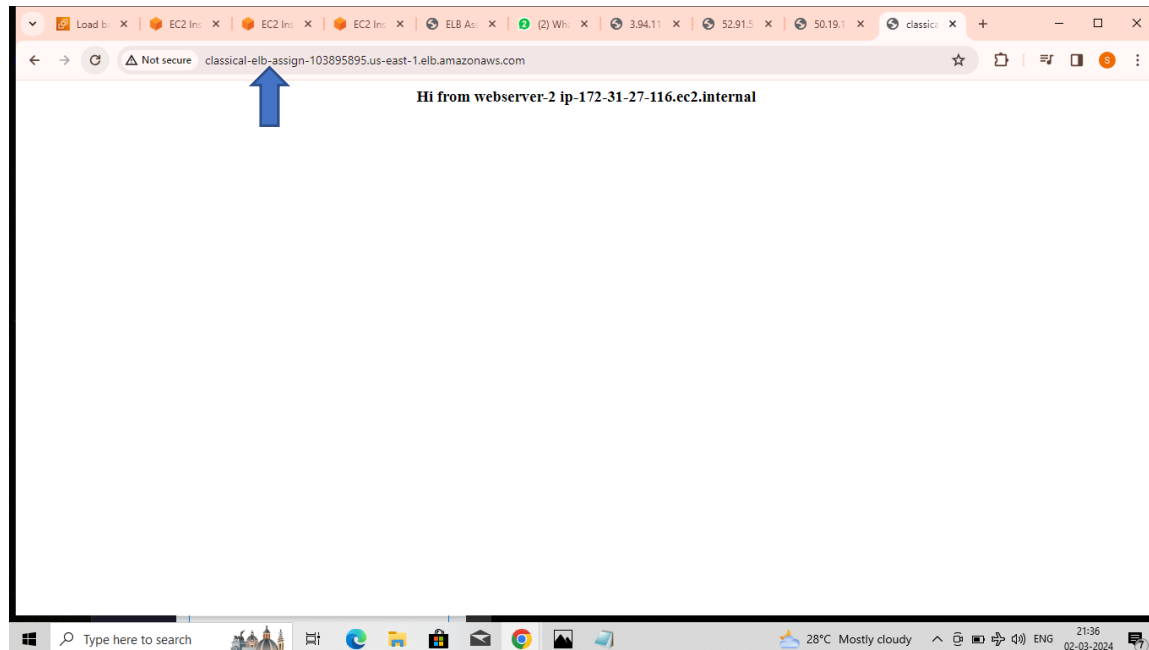 Load b
EC2 Ins
EC2 Ins
EC2 Ins
ELB Ass
(2) Wh
3.94.11
52.91.5
50.19.1
classica
Not secure
classical-elb-assign-103895895.us-east-1.elb.amazonaws.com
S
Hi from webserver-2 ip-172-31-27-116.ec2.internal
Type here to search
28°C Mostly cloudy
ENG
21:36
02-03-2024